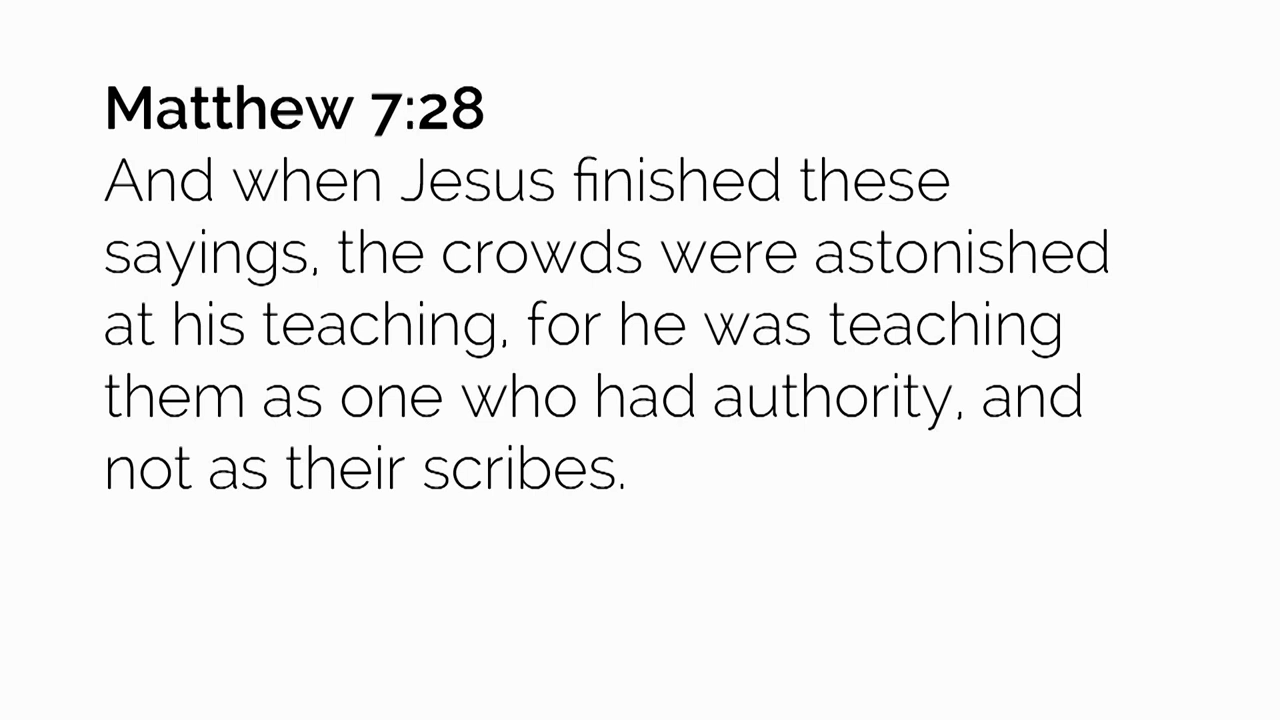 Matthew 7:28
And when Jesus finished these
sayings, the crowds were astonished
at his teaching, for he was teaching
them as one who had authority, and
not as their scribes.